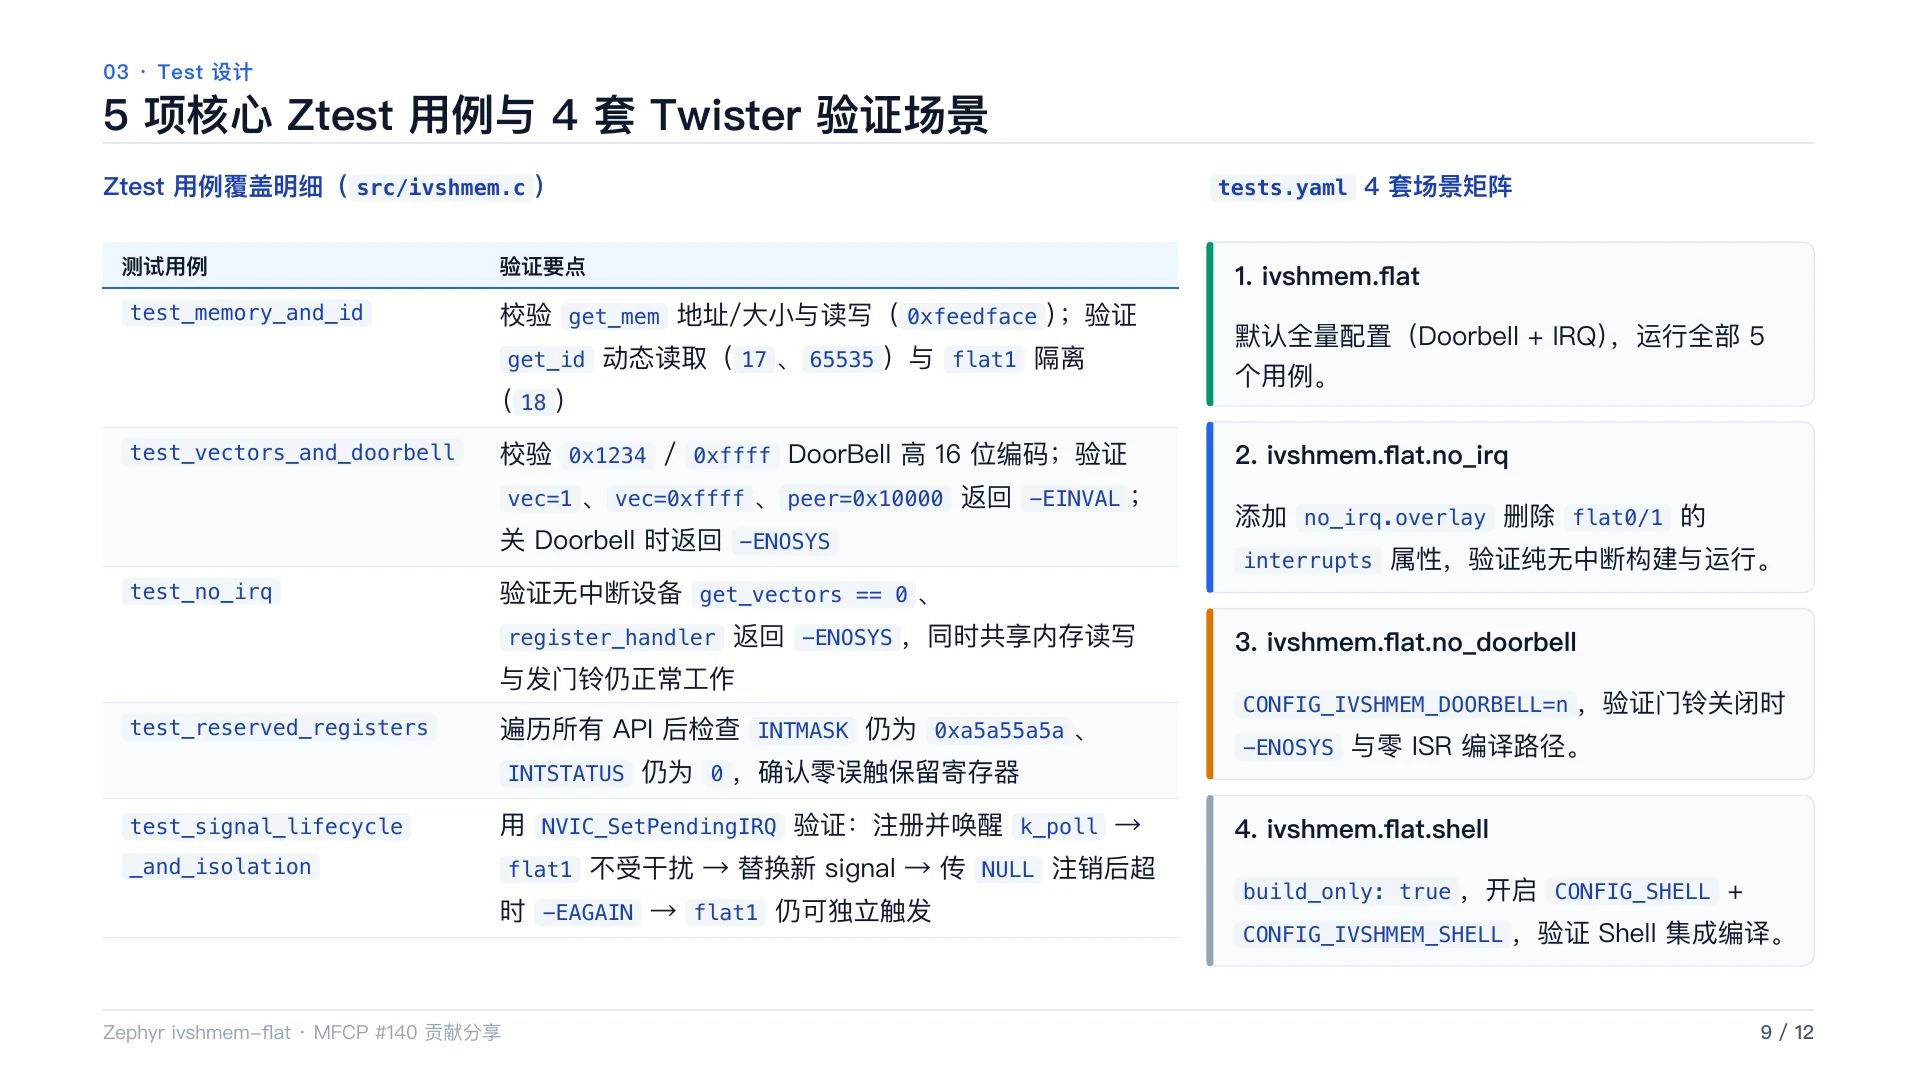 03 · Test 设计
5 项核心 Ztest 用例与 4 套 Twister 验证场景
Ztest 用例覆盖明细（src/ivshmem.c）
测试用例
验证要点
test_memory_and_id
校验 get_mem 地址/大小与读写（0xfeedface）；验证
get_id 动态读取（17、65535）与 flat1 隔离
（18）
test_vectors_and_doorbell
校验 0x1234 / 0xffff DoorBell 高 16 位编码；验证
vec=1、vec=0xffff、peer=0x10000 返回 -EINVAL；
关 Doorbell 时返回 -ENOSYS
test_no_irq
验证无中断设备 get_vectors == 0、
register_handler 返回 -ENOSYS，同时共享内存读写
与发门铃仍正常工作
test_reserved_registers
遍历所有 API 后检查 INTMASK 仍为 0xa5a55a5a、
INTSTATUS 仍为 0，确认零误触保留寄存器
test_signal_lifecycle
_and_isolation
用 NVIC_SetPendingIRQ 验证：注册并唤醒 k_poll →
flat1 不受干扰 → 替换新 signal → 传 NULL 注销后超
时 -EAGAIN → flat1 仍可独立触发
tests.yaml 4 套场景矩阵
1. ivshmem.flat
默认全量配置（Doorbell + IRQ），运行全部 5
个用例。
2. ivshmem.flat.no_irq
添加 no_irq.overlay 删除 flat0/1 的
interrupts 属性，验证纯无中断构建与运行。
3. ivshmem.flat.no_doorbell
CONFIG_IVSHMEM_DOORBELL=n，验证门铃关闭时
-ENOSYS 与零 ISR 编译路径。
4. ivshmem.flat.shell
build_only: true，开启 CONFIG_SHELL +
CONFIG_IVSHMEM_SHELL，验证 Shell 集成编译。
Zephyr ivshmem-flat · MFCP #140 贡献分享
9 / 12